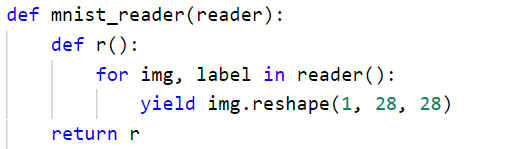 def mnist_reader(reader):
    def r():
        for img, label in reader():
            yield img.reshape(1, 28, 28)
    return r